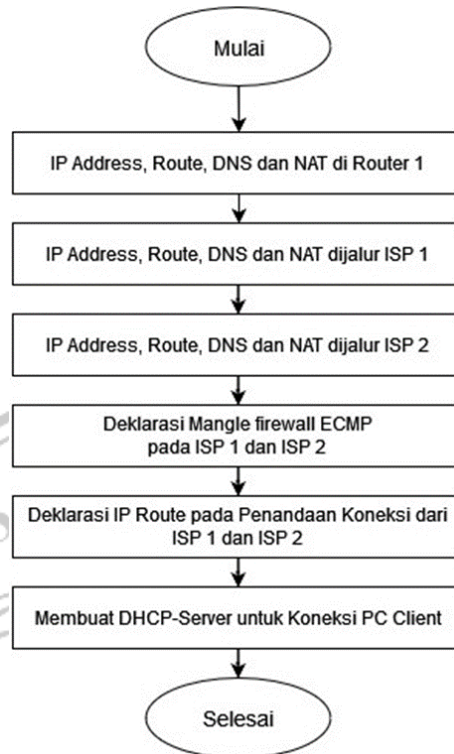 Mulai
IP Address, Route, DNS dan NAT di Router 1
IP Address, Route, DNS dan NAT dijalur ISP 1
IP Address, Route, DNS dan NAT dijalur ISP 2
Deklarasi Mangle firewall ECMP
pada ISP 1 dan ISP 2
Deklarasi IP Route pada Penandaan Koneksi dari
ISP 1 dan ISP 2
Membuat DHCP-Server untuk Koneksi PC Client
Selesai